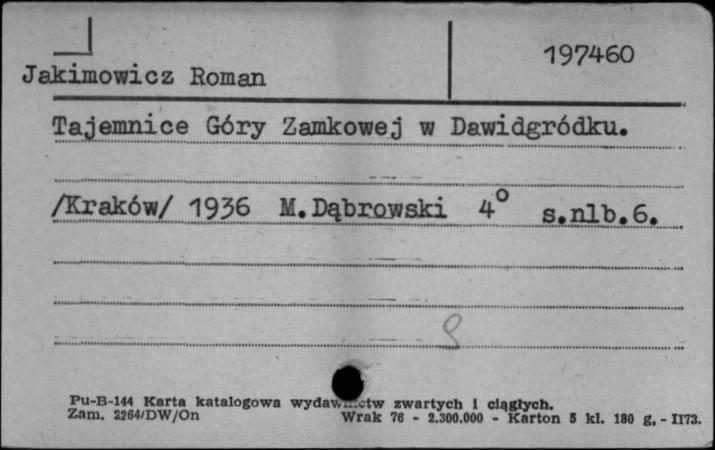 197460
Jakimowicz Roman
Tajemnice Góry Zamkowej w Dawidgródku.
/Kraków/ 1936 M.Dąbrowski 4° s.nlb.6.
Pu-B-144 Karta katalogowa wydawnictw zwartych i ciągłych.
Zam. 2264/DW/On Wrak 76 - 2.300.000 - Karton 5 kl. 180 g, - II73.